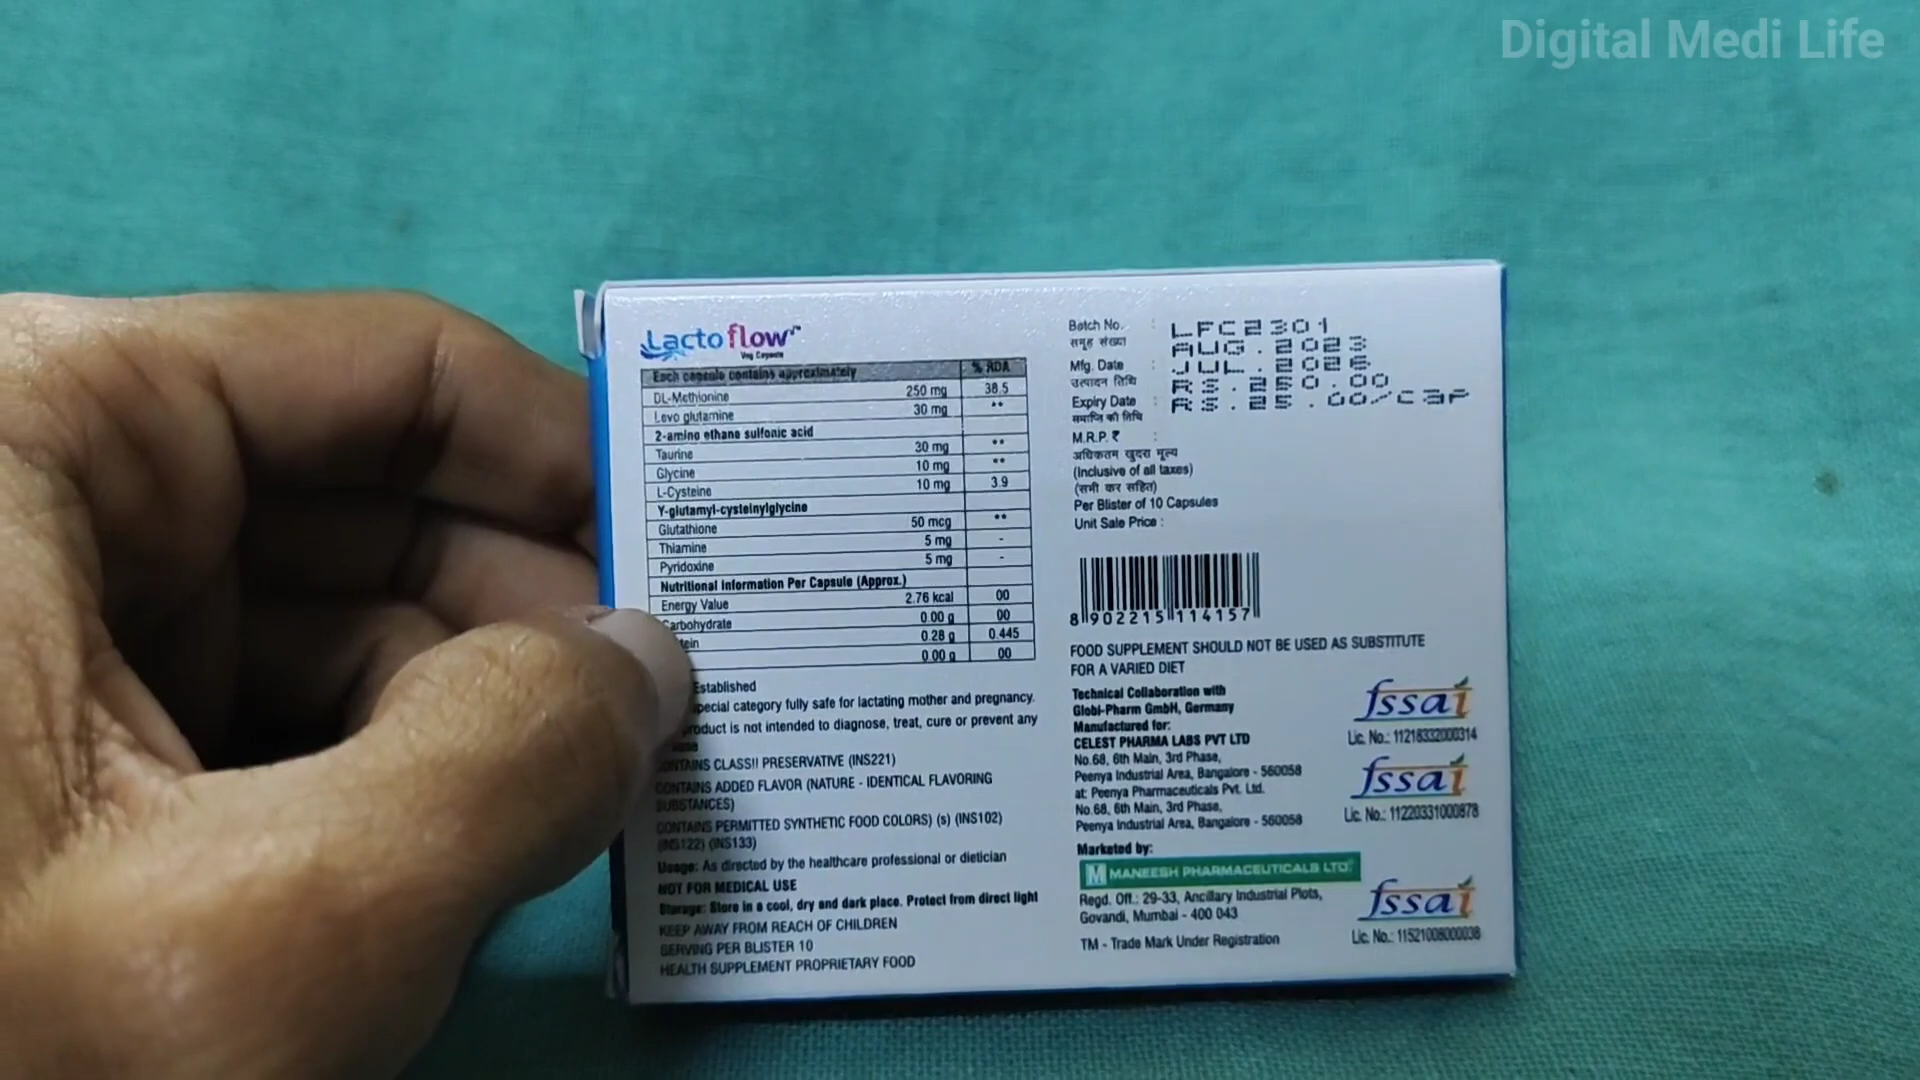 Digital Medi Life
Lactoflow™
Veg Capsule
Each capsule contains approximately % RDA
DL-Methionine 250 mg 38.5
Levo glutamine 30 mg **
2-amino ethane sulfonic acid
Taurine 30 mg **
Glycine 10 mg **
L-Cysteine 10 mg 3.9
Y-glutamyl-cysteinylglycine
Glutathione 50 mcg **
Thiamine 5 mg -
Pyridoxine 5 mg -
Nutritional Information Per Capsule (Approx.)
Energy Value 2.76 kcal 00
Carbohydrate 0.00 g 00
tein 0.28 g 0.445
0.00 g 00
Established
pecial category fully safe for lactating mother and pregnancy.
roduct is not intended to diagnose, treat, cure or prevent any
CONTAINS CLASS!! PRESERVATIVE (INS221)
CONTAINS ADDED FLAVOR (NATURE - IDENTICAL FLAVORING
SUBSTANCES)
CONTAINS PERMITTED SYNTHETIC FOOD COLORS) (s) (INS102)
(INS122) (INS133)
Usage: As directed by the healthcare professional or dietician
NOT FOR MEDICAL USE
Storage: Store in a cool, dry and dark place. Protect from direct light
KEEP AWAY FROM REACH OF CHILDREN
SERVING PER BLISTER 10
HEALTH SUPPLEMENT PROPRIETARY FOOD
Batch No. : LFC2301
समूह संख्या AUG.2023
Mfg. Date : JUL.2026
उत्पादन तिथि RS.250.00
Expiry Date : RS.25.00/CAP
समाप्ति की तिथि
M.R.P. ₹ :
अधिकतम खुदरा मूल्य
(Inclusive of all taxes)
(सभी कर सहित)
Per Blister of 10 Capsules
Unit Sale Price :
8 902215 114157
FOOD SUPPLEMENT SHOULD NOT BE USED AS SUBSTITUTE
FOR A VARIED DIET
Technical Collaboration with
Globi-Pharm GmbH, Germany
Manufactured for:
CELEST PHARMA LABS PVT LTD
No.68, 6th Main, 3rd Phase,
Peenya Industrial Area, Bangalore - 560058
at: Peenya Pharmaceuticals Pvt. Ltd.
No.68, 6th Main, 3rd Phase,
Peenya Industrial Area, Bangalore - 560058
fssai
Lic. No.: 11218332000314
fssai
Lic. No.: 11220331000878
Marketed by:
M MANEESH PHARMACEUTICALS LTD.
Regd. Off.: 29-33, Ancillary Industrial Plots,
Govandi, Mumbai - 400 043
TM - Trade Mark Under Registration
fssai
Lic. No.: 11521008000038